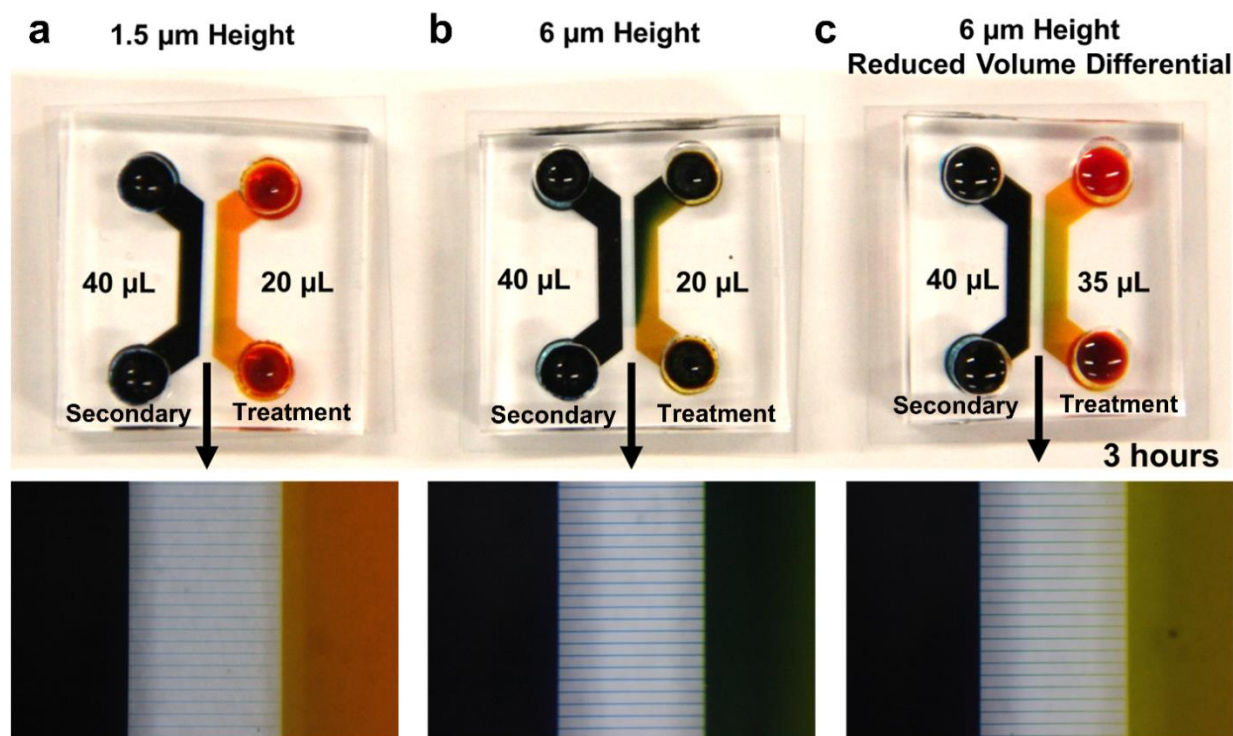 a
1.5 µm Height
b
6 µm Height
c
6 µm Height
Reduced Volume Differential
40 µL
20 µL
Secondary
Treatment
40 µL
20 µL
Secondary
Treatment
40 µL
35 µL
Secondary
Treatment
3 hours